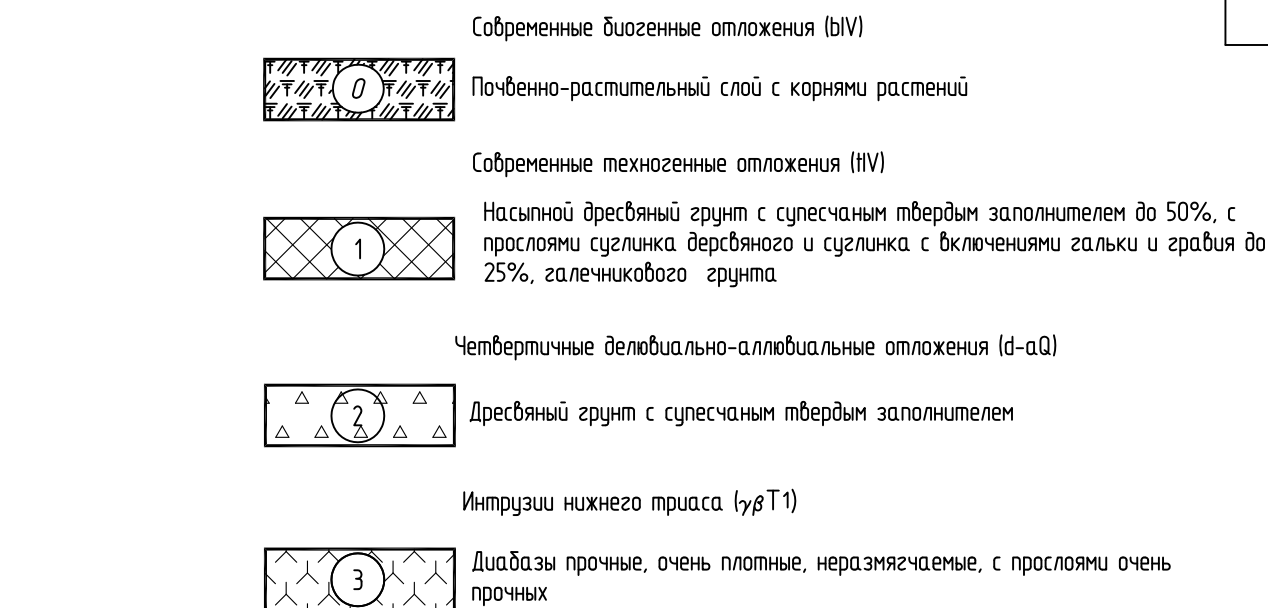 Современные биогенные отложения (bIV)
0
Почвенно-растительный слой с корнями растений
Современные техногенные отложения (tIV)
1
Насыпной дресвяный грунт с супесчаным твердым заполнителем до 50%, с
прослоями суглинка дерсвяного и суглинка с включениями гальки и гравия до
25%, галечникового грунта
Четвертичные делювиально-аллювиальные отложения (d-aQ)
2
Дресвяный грунт с супесчаным твердым заполнителем
Интрузии нижнего триаса (γβT1)
3
Диабазы прочные, очень плотные, неразмягчаемые, с прослоями очень
прочных